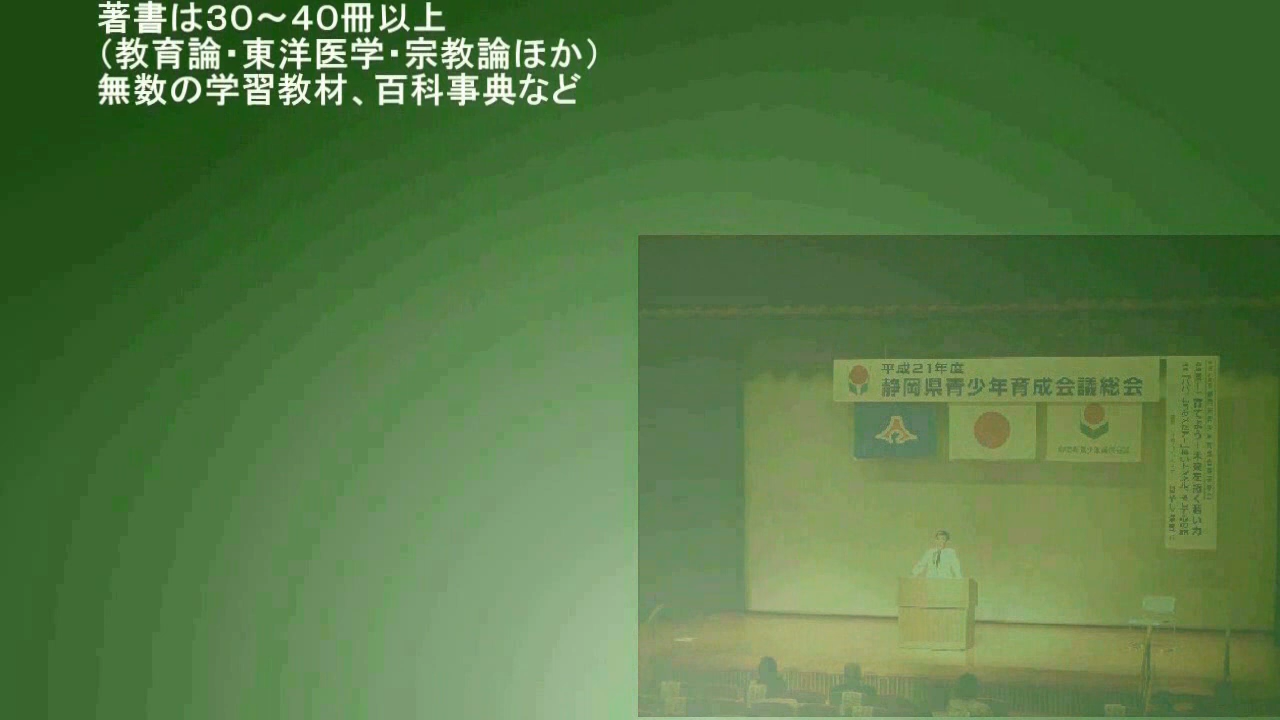 著書は30～40冊以上
（教育論・東洋医学・宗教論ほか）
無数の学習教材、百科事典など
平成21年度
静岡県青少年育成会議総会